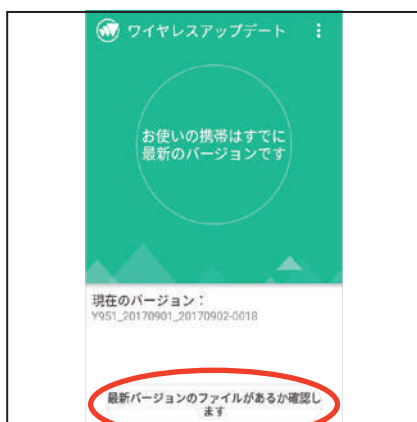 ワイヤレスアップデート
お使いの携帯はすでに
最新のバージョンです
現在のバージョン：
Y951_20170901_20170902-0018
最新バージョンのファイルがあるか確認し
ます